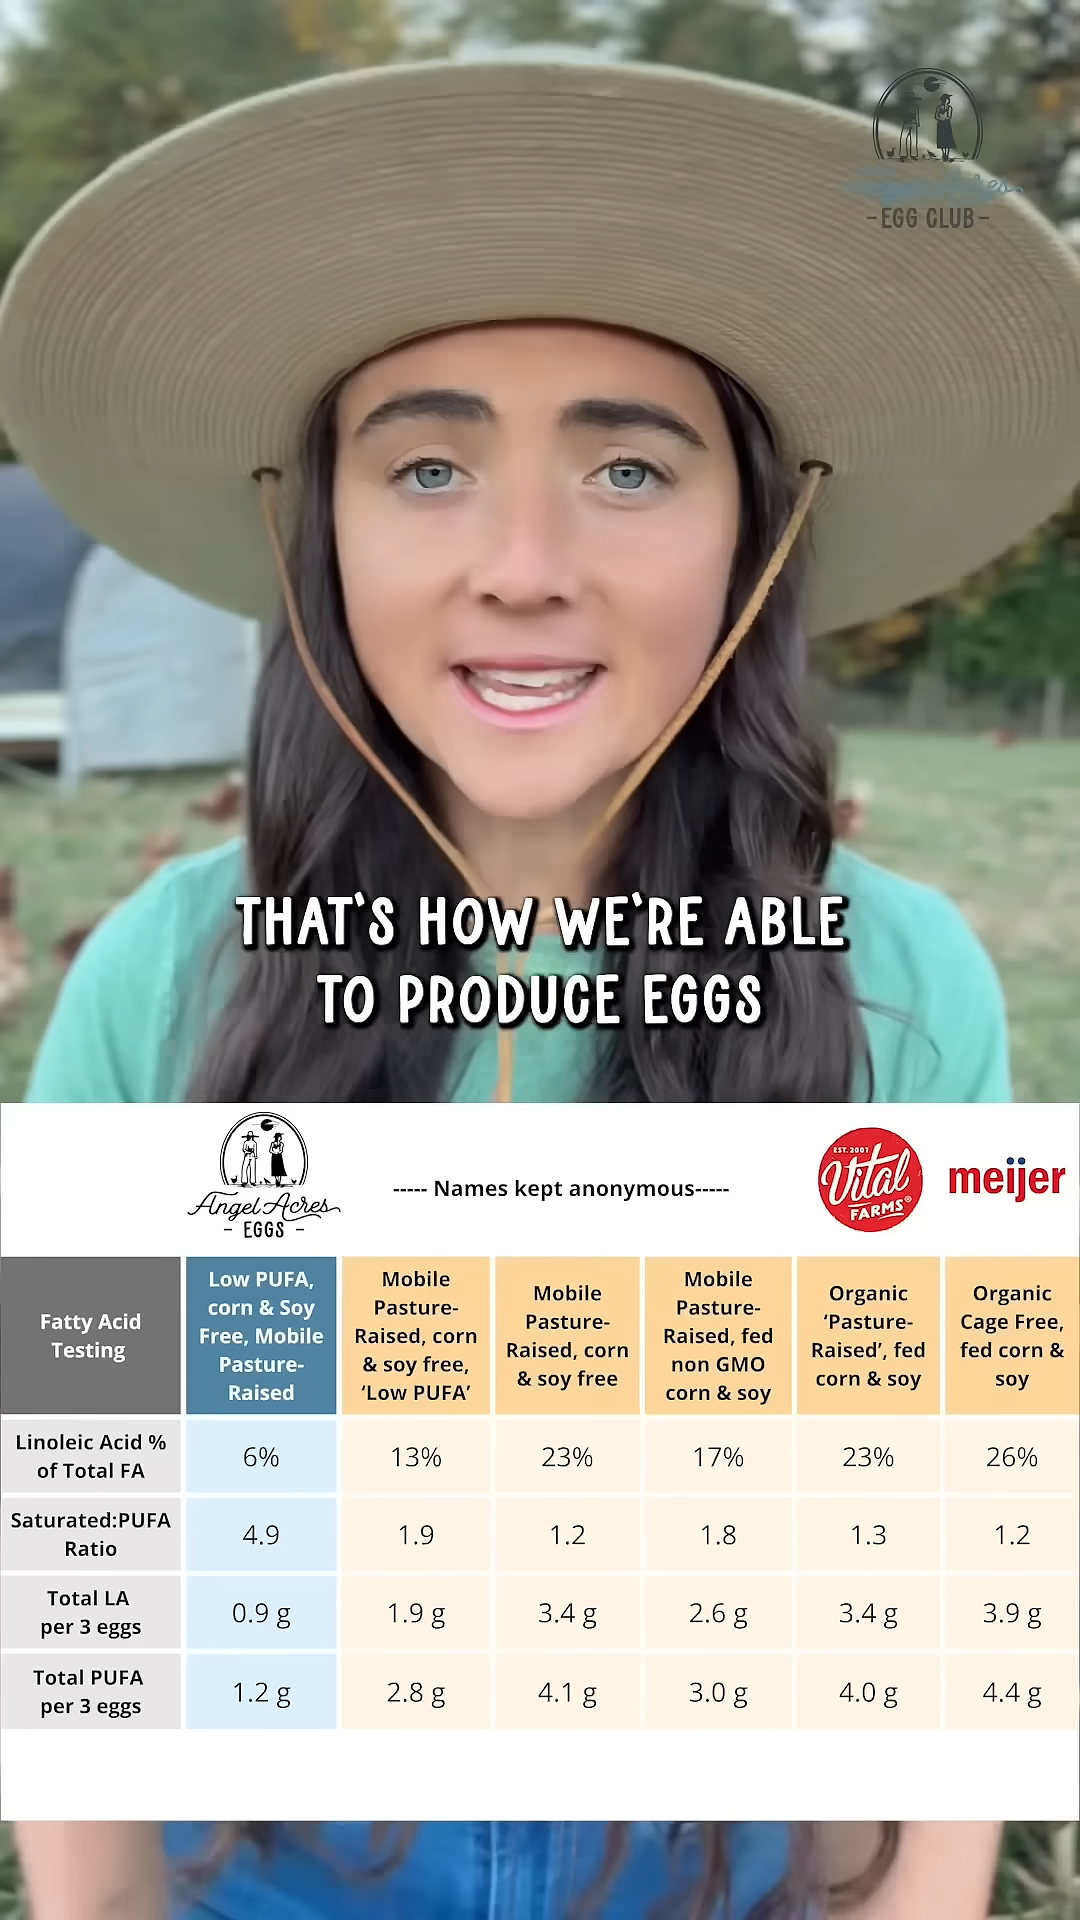 -EGG CLUB-
THAT'S HOW WE'RE ABLE
TO PRODUCE EGGS
Angel Acres
- EGGS -
----- Names kept anonymous-----
EST. 2007
Vital
FARMS®
meijer
Fatty Acid
Testing
Low PUFA,
corn & Soy
Free, Mobile
Pasture-
Raised
Mobile
Pasture-
Raised, corn
& soy free,
‘Low PUFA’
Mobile
Pasture-
Raised, corn
& soy free
Mobile
Pasture-
Raised, fed
non GMO
corn & soy
Organic
‘Pasture-
Raised’, fed
corn & soy
Organic
Cage Free,
fed corn &
soy
Linoleic Acid %
of Total FA
6%
13%
23%
17%
23%
26%
Saturated:PUFA
Ratio
4.9
1.9
1.2
1.8
1.3
1.2
Total LA
per 3 eggs
0.9 g
1.9 g
3.4 g
2.6 g
3.4 g
3.9 g
Total PUFA
per 3 eggs
1.2 g
2.8 g
4.1 g
3.0 g
4.0 g
4.4 g